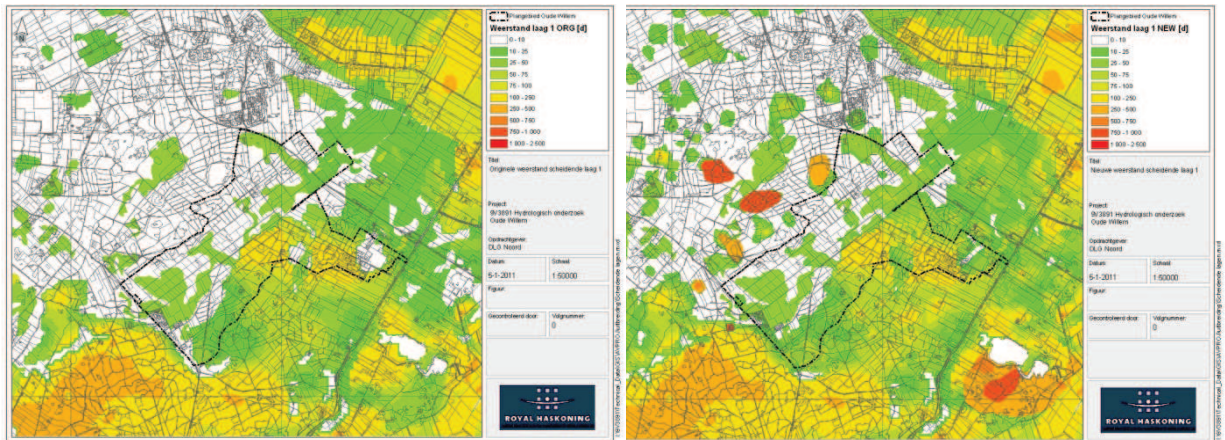 Plangebied Oude Willem
Weerstand laag 1 ORG [d]
0 - 10
10 - 25
25 - 50
50 - 75
75 - 100
100 - 250
250 - 500
500 - 750
750 - 1 000
1 000 - 2 500
Titel:
Originele weerstand scheidende laag 1
Project:
9V3891 Hydrologisch onderzoek
Oude Willem
Opdrachtgever:
DLG Noord
Datum:
Schaal:
5-1-2011
1:50000
Figuur:
Gecontroleerd door:
Volgnummer:
0
ROYAL HASKONING
Plangebied Oude Willem
Weerstand laag 1 NEW [d]
0 - 10
10 - 25
25 - 50
50 - 75
75 - 100
100 - 250
250 - 500
500 - 750
750 - 1 000
1 000 - 2 500
Titel:
Nieuwe weerstand scheidende laag 1
Project:
9V3891 Hydrologisch onderzoek
Oude Willem
Opdrachtgever:
DLG Noord
Datum:
Schaal:
5-1-2011
1:50000
Figuur:
Gecontroleerd door:
Volgnummer:
0
ROYAL HASKONING